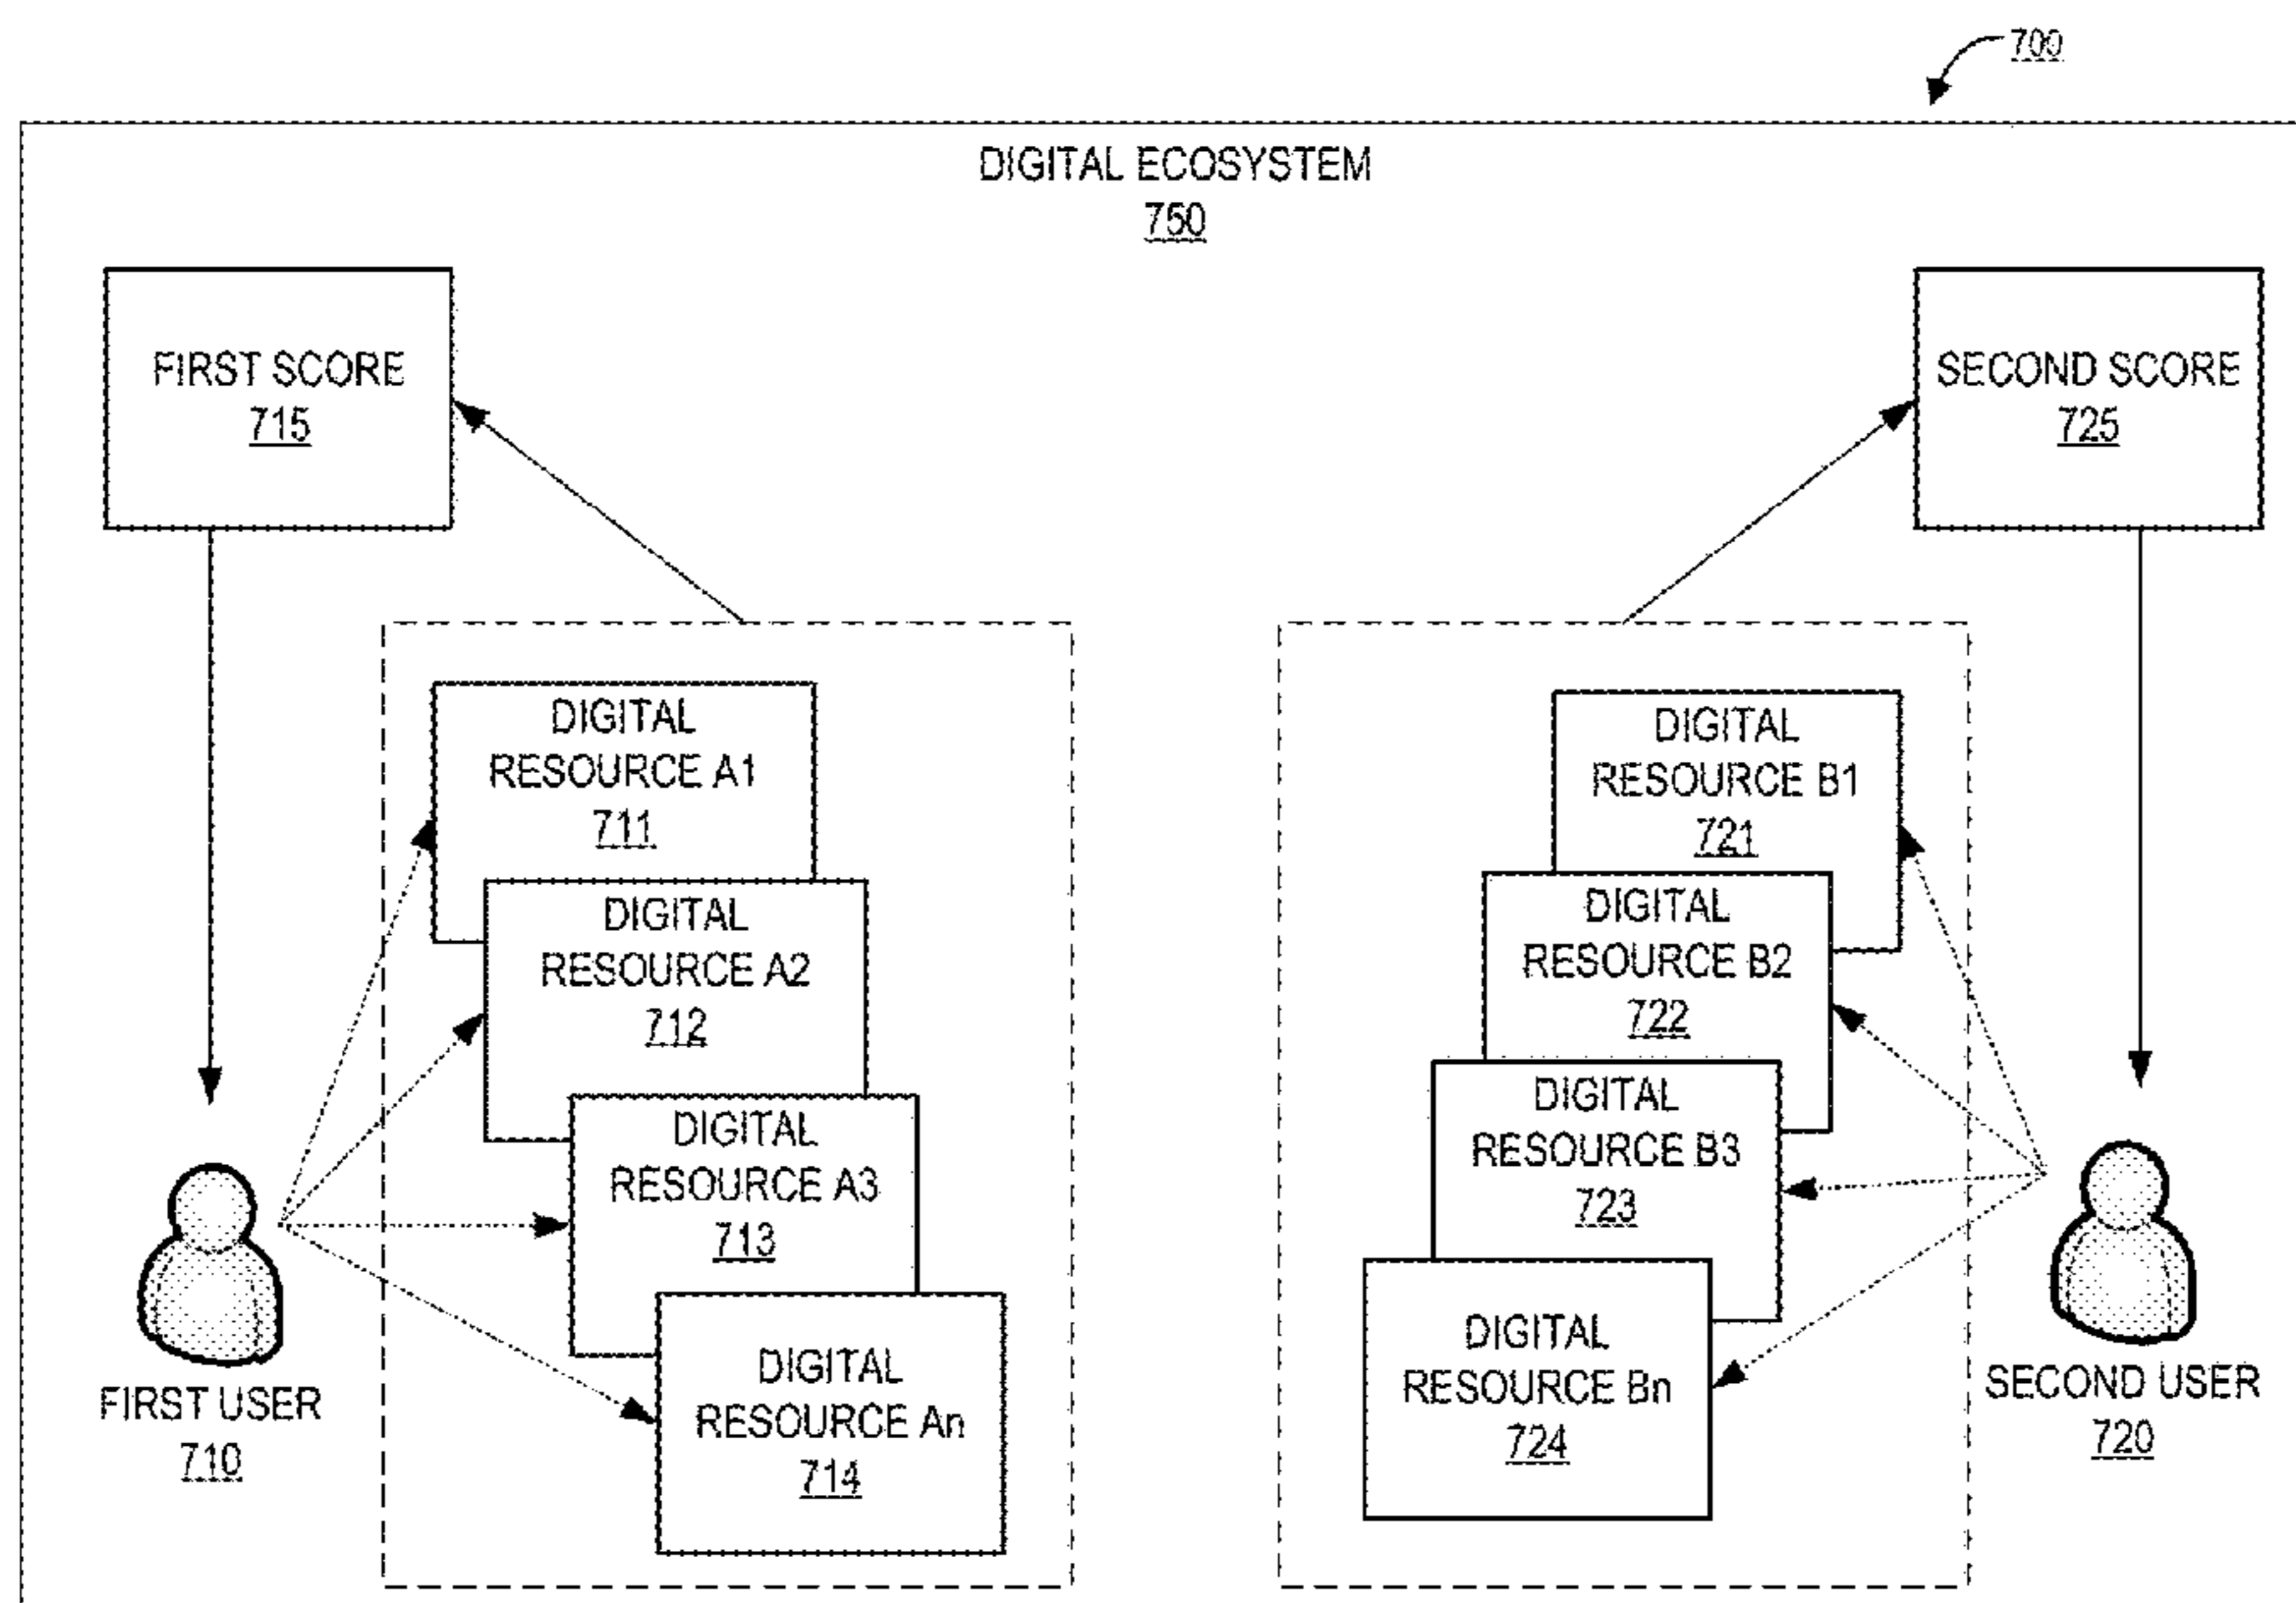 700
DIGITAL ECOSYSTEM
750
FIRST SCORE
715
SECOND SCORE
725
DIGITAL
RESOURCE A1
711
DIGITAL
RESOURCE A2
712
DIGITAL
RESOURCE A3
713
DIGITAL
RESOURCE An
714
DIGITAL
RESOURCE B1
721
DIGITAL
RESOURCE B2
722
DIGITAL
RESOURCE B3
723
DIGITAL
RESOURCE Bn
724
FIRST USER
710
SECOND USER
720